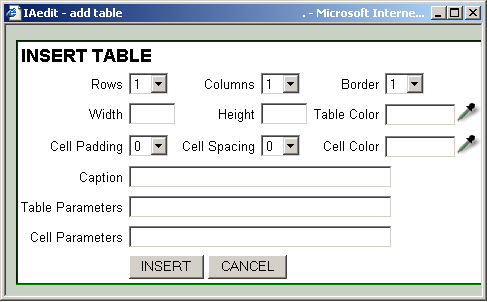 IAedit - add table . - Microsoft Interne...
INSERT TABLE
Rows 1 Columns 1 Border 1
Width Height Table Color
Cell Padding 0 Cell Spacing 0 Cell Color
Caption
Table Parameters
Cell Parameters
INSERT CANCEL